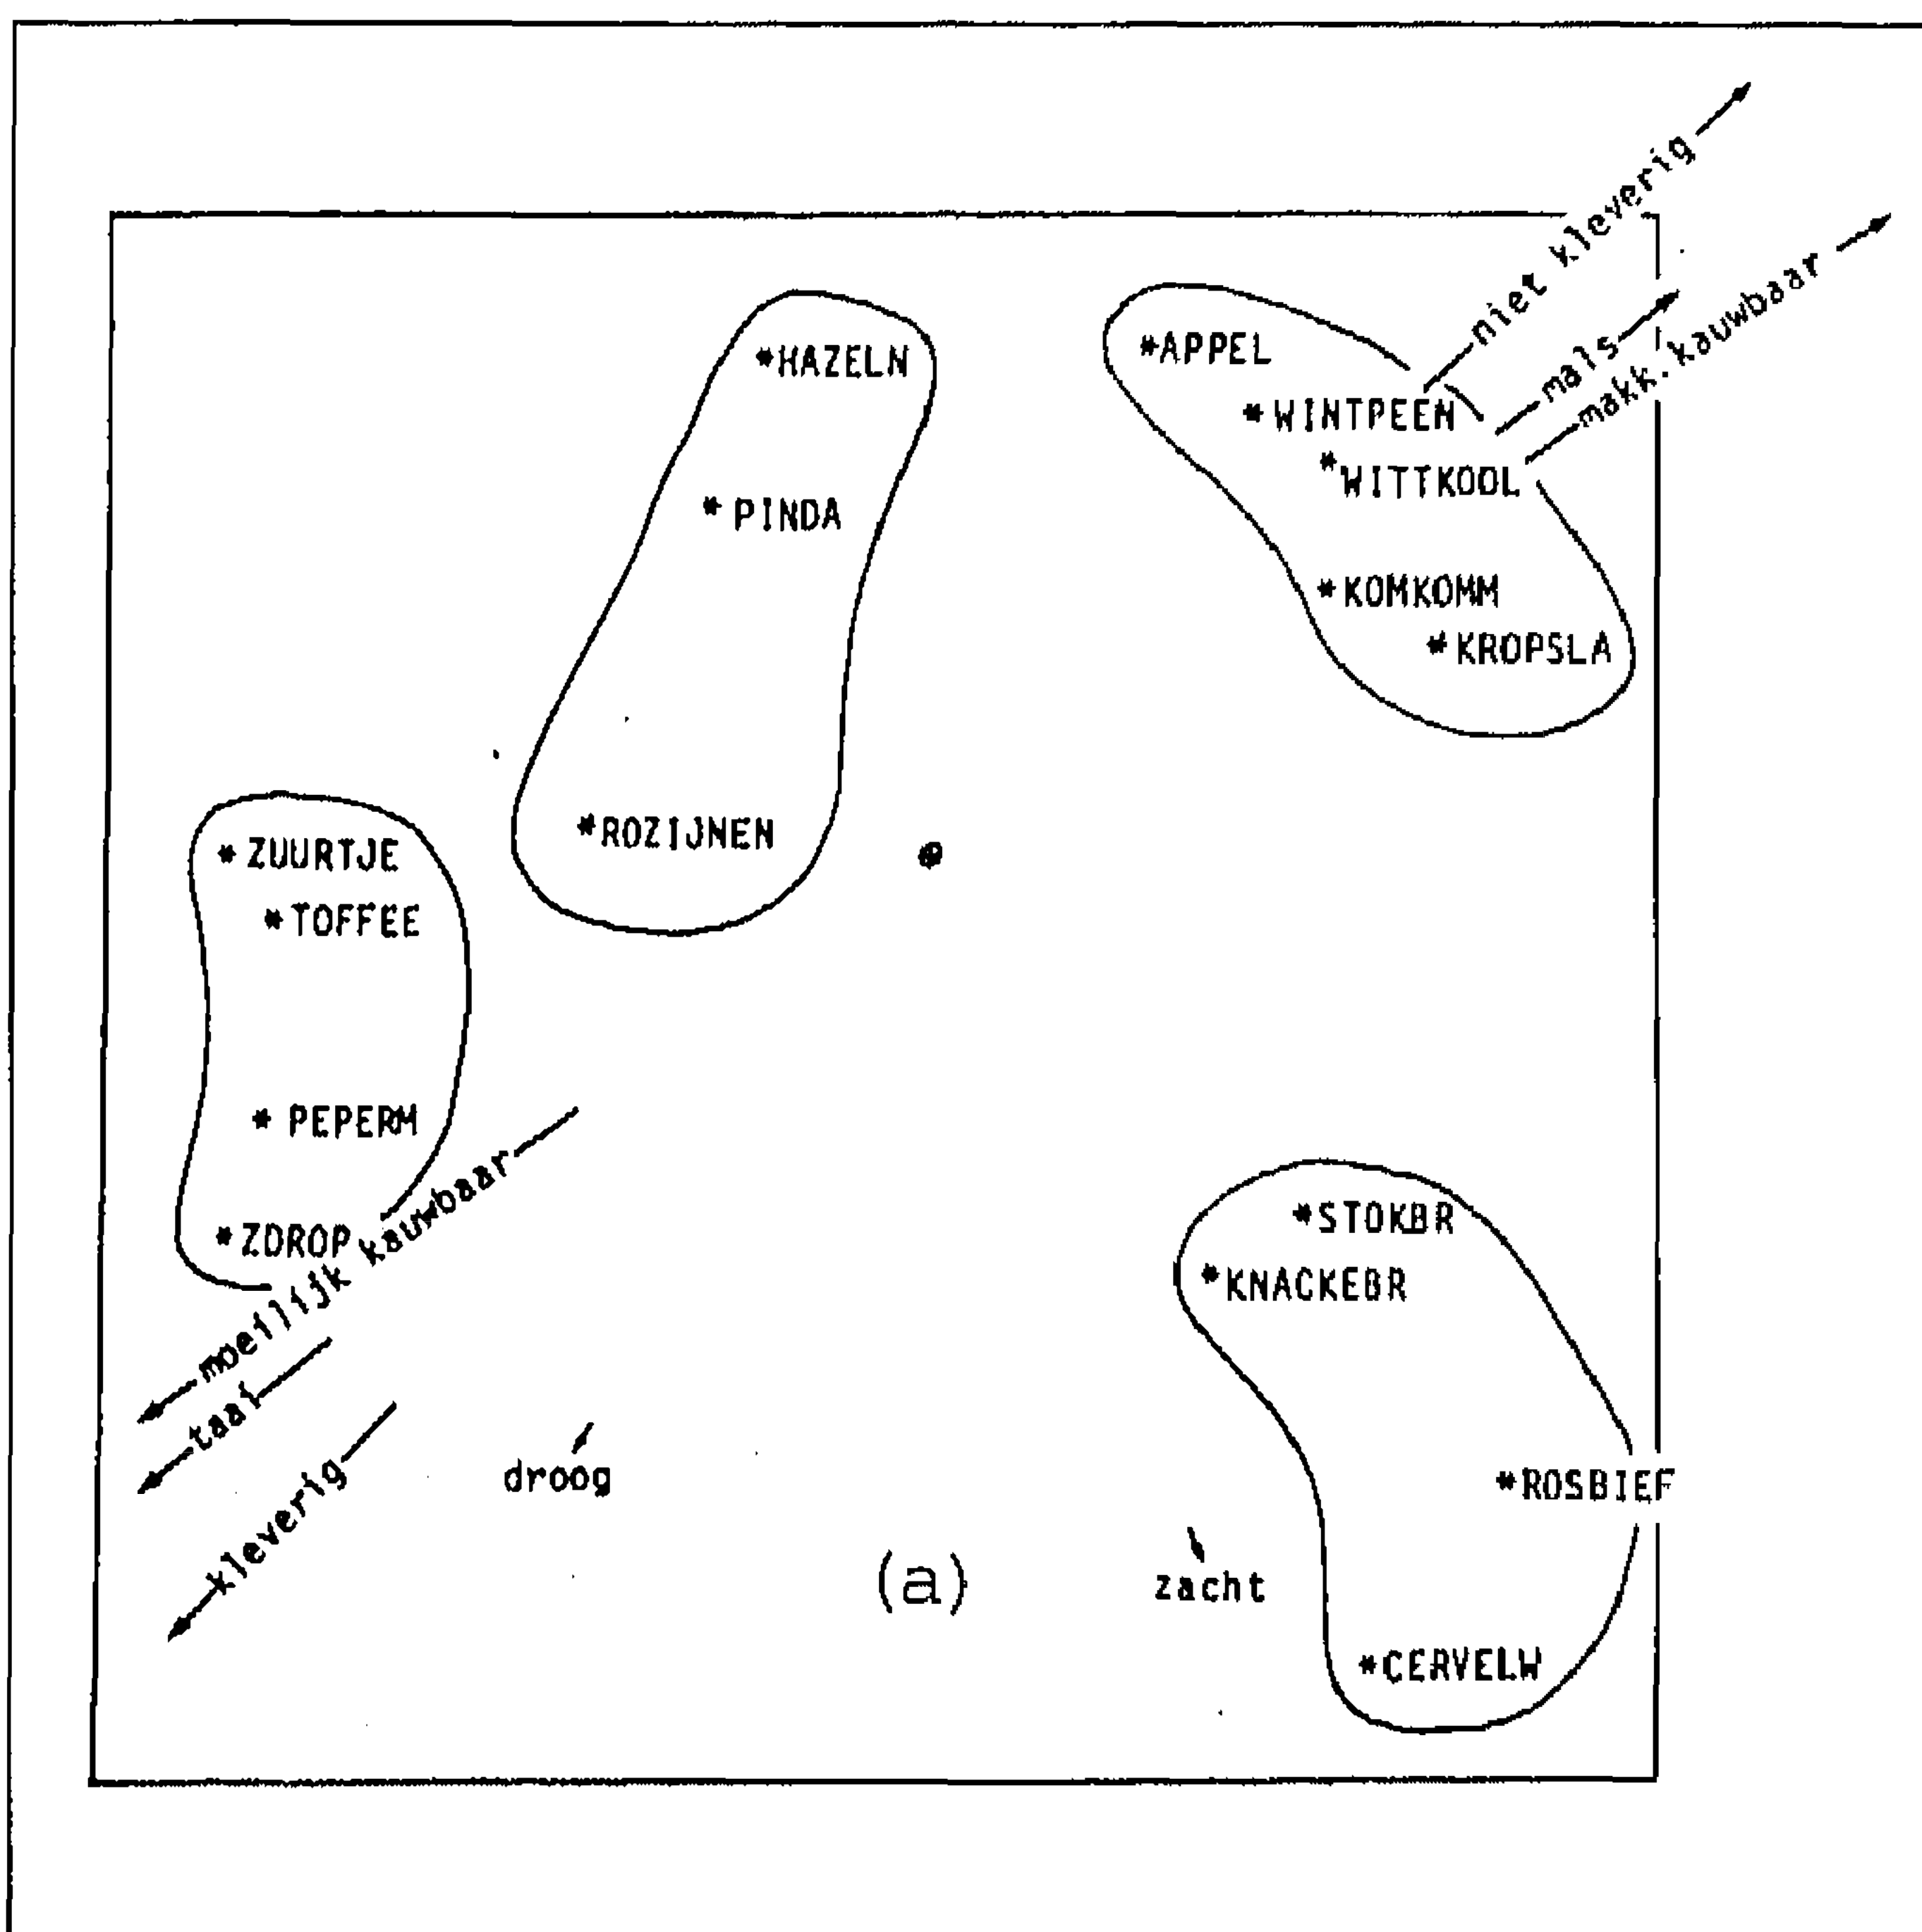 niet kleverig
mals
makk. kauwbaar
*APPEL
*HAZELN
*WINTPEEN
*WITTKOOL
*PINDA
*KOMKOMM
*KROPSLA
*ROZIJNEN
*ZUURTJE
*TOFFEE
*PEPERM
*ZDROP
moeilijk kauwbaar
taai
kleverig
droog
*STOKBR
*KNACKEBR
*ROSBIEF
zacht
(a)
*CERVELW